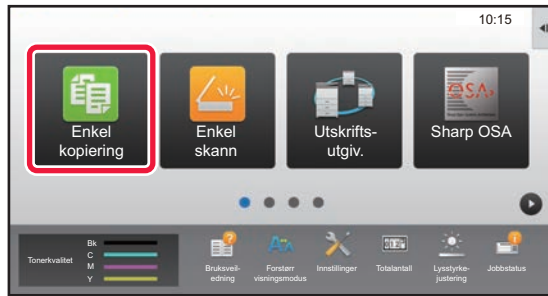 10:15
Enkel
kopiering
Enkel
skann
Utskrifts-
utgiv.
Sharp OSA
Tonerkvalitet
Bk
C
M
Y
Bruksveil-
edning
Forstørr
visningsmodus
Innstillinger
Totalantall
Lysstyrke-
justering
Jobbstatus